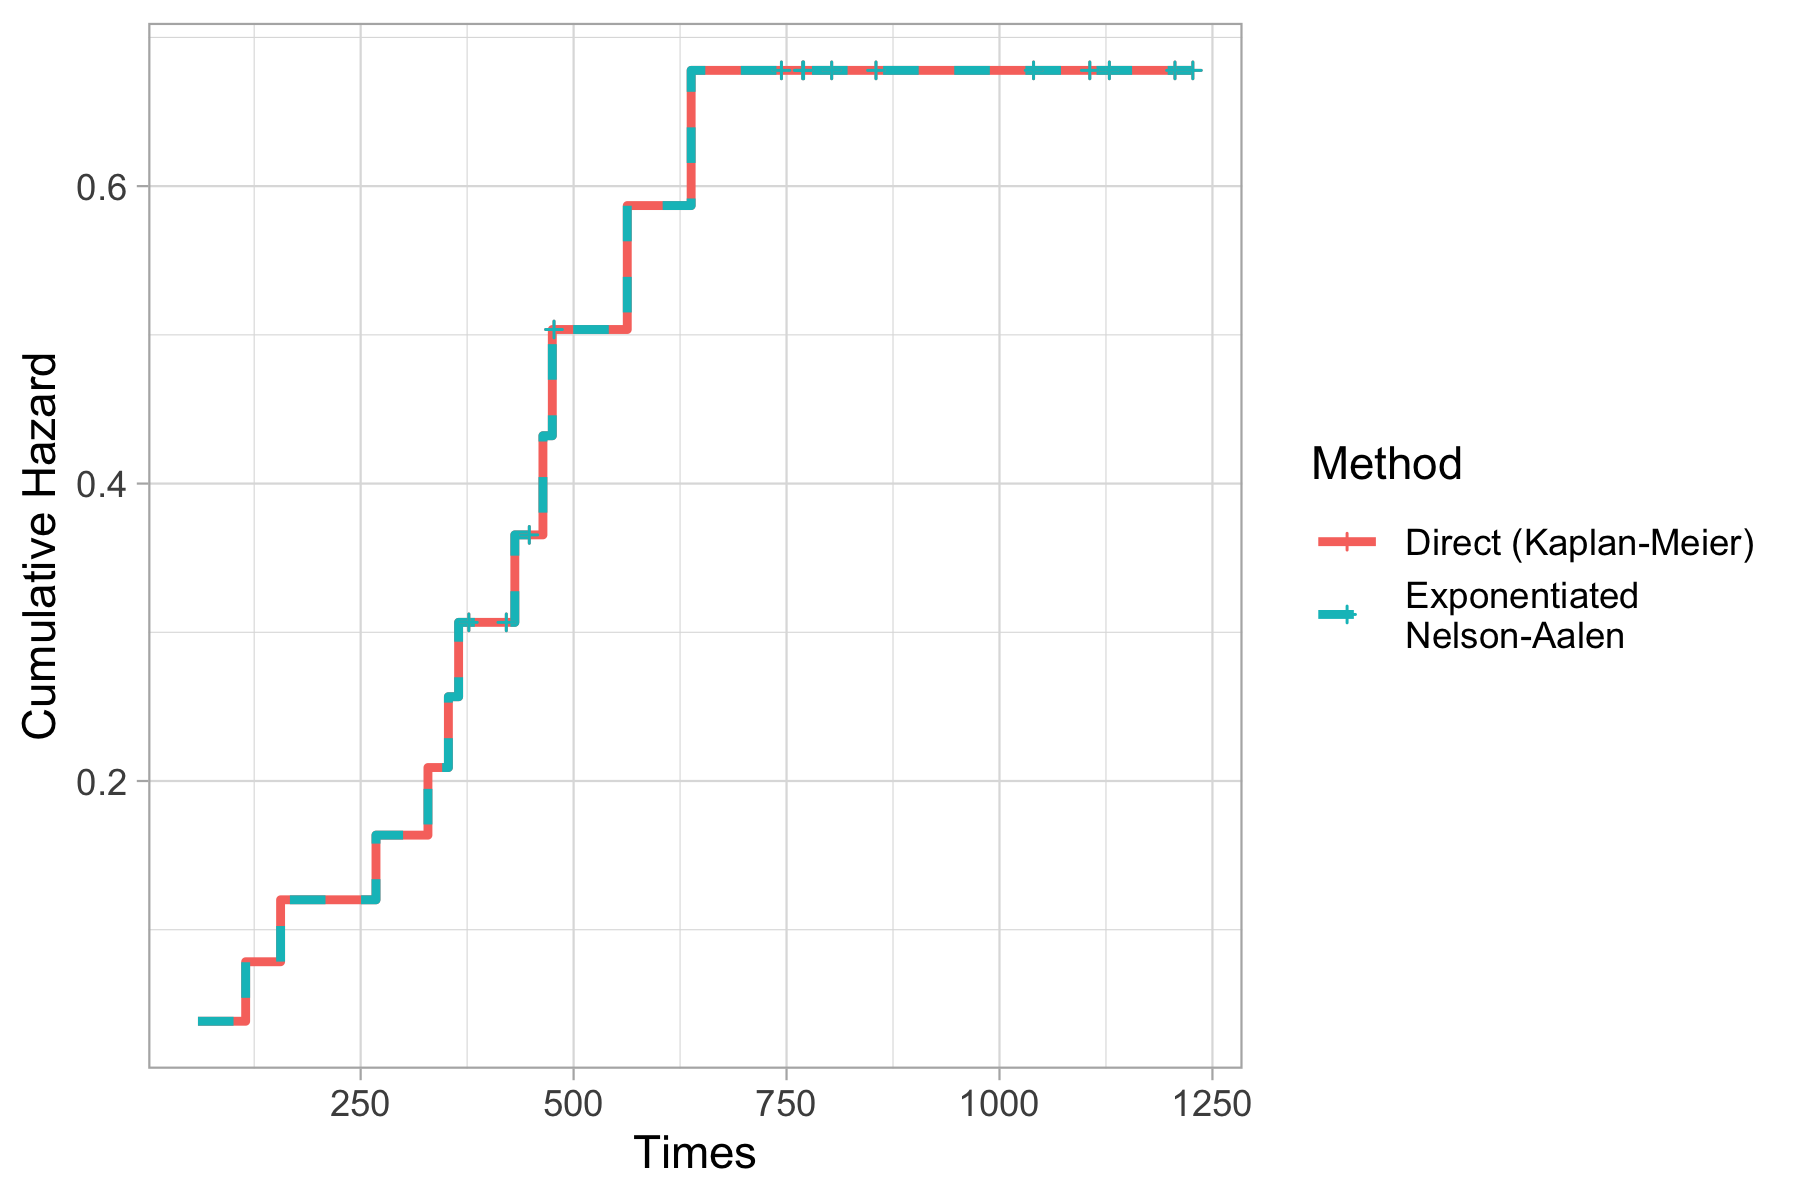 0.6
0.4
0.2
Cumulative Hazard
250 500 750 1000 1250
Times
Method
Direct (Kaplan-Meier)
Exponentiated
Nelson-Aalen